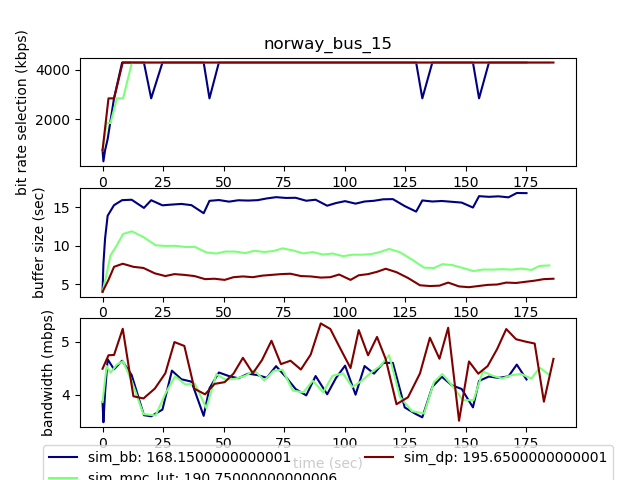 norway_bus_15
bit rate selection (kbps)
4000
2000
0 25 50 75 100 125 150 175
buffer size (sec)
15
10
5
0 25 50 75 100 125 150 175
bandwidth (mbps)
5
4
0 25 50 75 100 125 150 175
time (sec)
sim_bb: 168.15000000000001
sim_dp: 195.6500000000001
sim_mpc_lut: 190.75000000000006